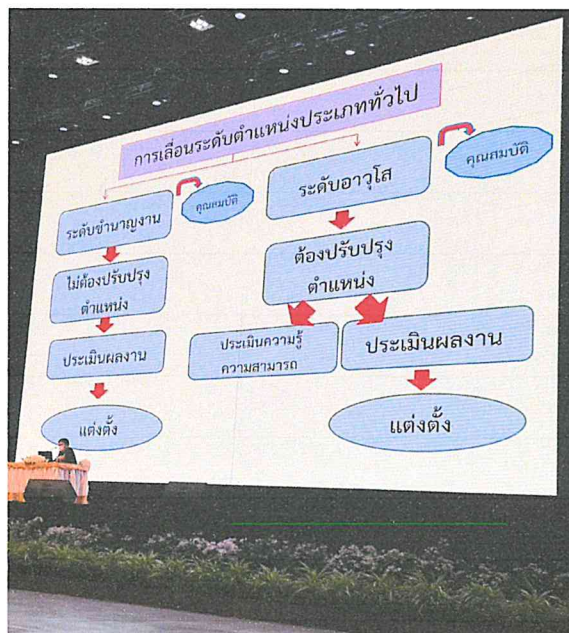 การเลื่อนระดับตำแหน่งประเภททั่วไป
ระดับชำนาญงาน
คุณสมบัติ
ไม่ต้องปรับปรุง
ตำแหน่ง
ประเมินผลงาน
แต่งตั้ง
ระดับอาวุโส
คุณสมบัติ
ต้องปรับปรุง
ตำแหน่ง
ประเมินความรู้
ความสามารถ
ประเมินผลงาน
แต่งตั้ง